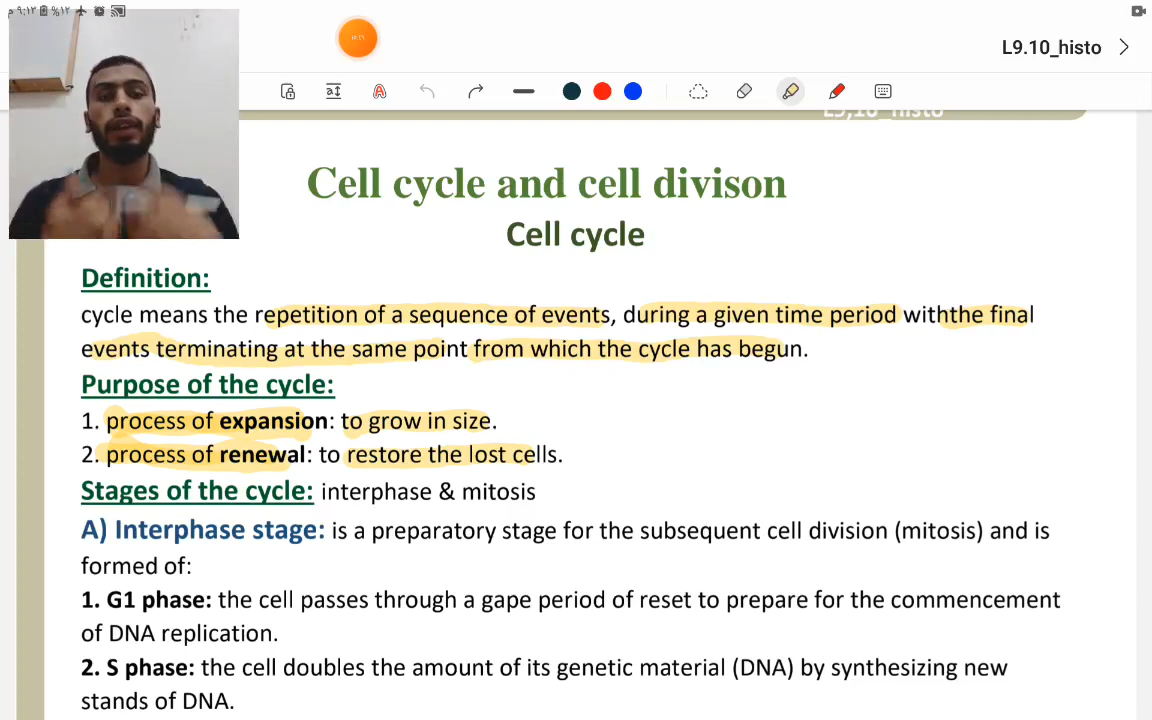 م ٩:١٢ %١٢
L9.10_histo
L9,10_histo
Cell cycle and cell divison
Cell cycle
Definition:
cycle means the repetition of a sequence of events, during a given time period withthe final
events terminating at the same point from which the cycle has begun.
Purpose of the cycle:
1. process of expansion: to grow in size.
2. process of renewal: to restore the lost cells.
Stages of the cycle: interphase & mitosis
A) Interphase stage: is a preparatory stage for the subsequent cell division (mitosis) and is
formed of:
1. G1 phase: the cell passes through a gape period of reset to prepare for the commencement
of DNA replication.
2. S phase: the cell doubles the amount of its genetic material (DNA) by synthesizing new
stands of DNA.